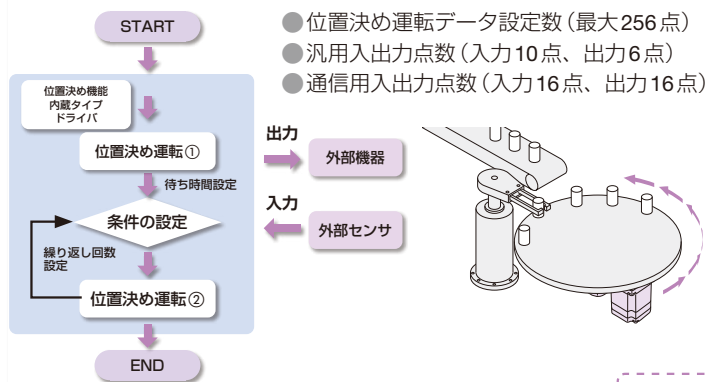 START
●位置決め運転データ設定数（最大256点）
●汎用入出力点数（入力10点、出力6点）
●通信用入出力点数（入力16点、出力16点）
位置決め機能
内蔵タイプ
ドライバ
位置決め運転①
出力
外部機器
待ち時間設定
条件の設定
入力
外部センサ
繰り返し回数
設定
位置決め運転②
END